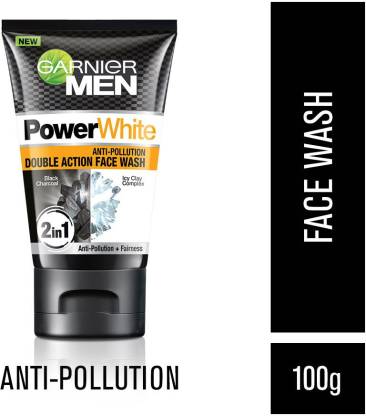 NEW
GARNIER
MEN
PowerWhite
ANTI-POLLUTION
DOUBLE ACTION FACE WASH
Black
Charcoal
Icy Clay
Complex
2in1
Anti-Pollution + Fairness
ANTI-POLLUTION
FACE WASH
100g